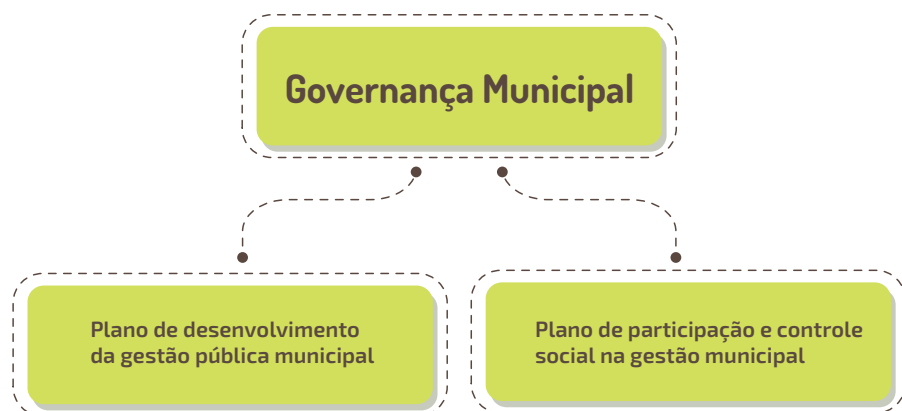 Governança Municipal
Plano de desenvolvimento
da gestão pública municipal
Plano de participação e controle
social na gestão municipal